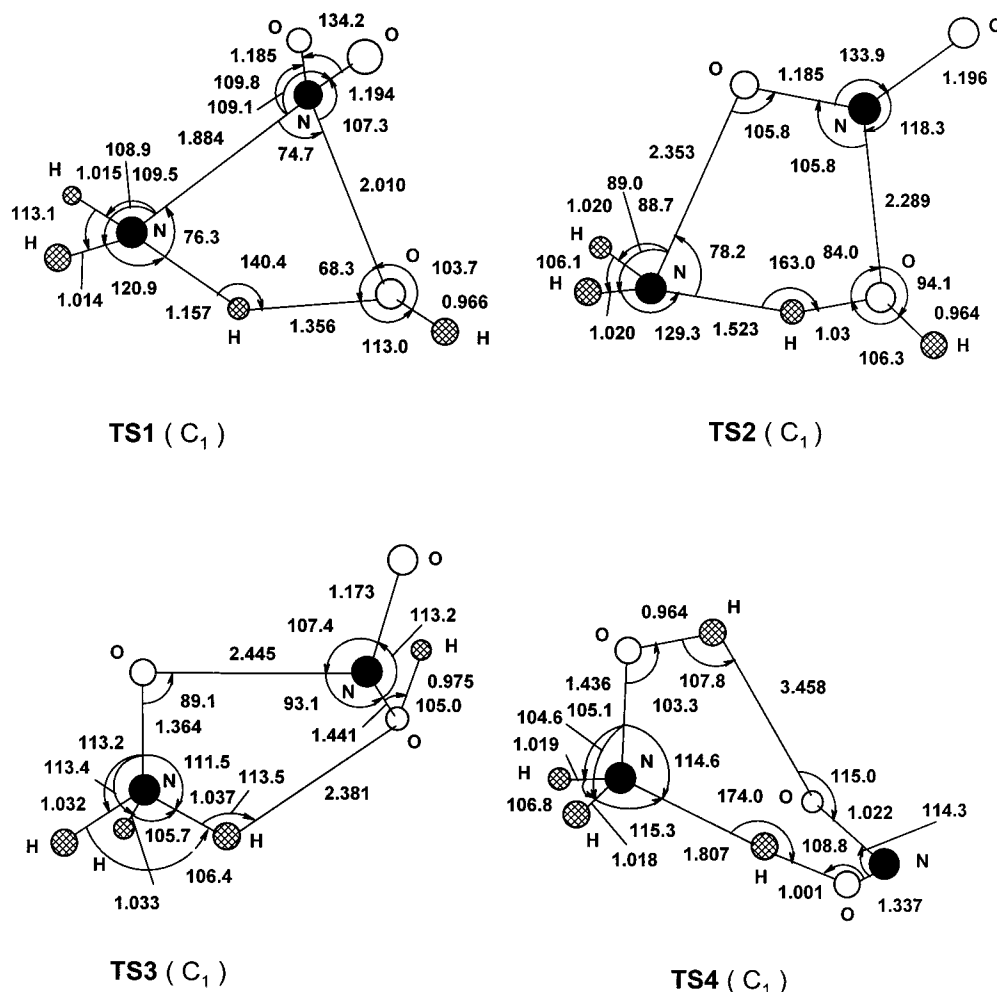 O 134.2 O
1.185
109.8
109.1
1.194
N 107.3
1.884
74.7
108.9
H 1.015 109.5
2.010
113.1
N 76.3
H
140.4
68.3 O 103.7
1.014 120.9
0.966
1.157
H 1.356
113.0 H
TS1 ( C1 )
O
133.9
O 1.185
1.196
N
105.8 118.3
2.353 105.8
89.0
1.020 88.7
2.289
H
78.2 163.0 84.0 O
106.1
N 94.1
H
0.964
1.020 129.3 1.523 H 1.03
106.3 H
TS2 ( C1 )
O
1.173
113.2
107.4
H
O 2.445
N 0.975
89.1 93.1 105.0
1.364 1.441 O
113.2
111.5
113.4 N 113.5
1.032 1.037 2.381
H H 105.7 H
106.4
1.033
TS3 ( C1 )
H
0.964
O
107.8
1.436
103.3 3.458
104.6 105.1
1.019
N 114.6
H 115.0
106.8 174.0 O 1.022 114.3
H 115.3 108.8
1.018 1.807 N
H 1.001
O 1.337
TS4 ( C1 )